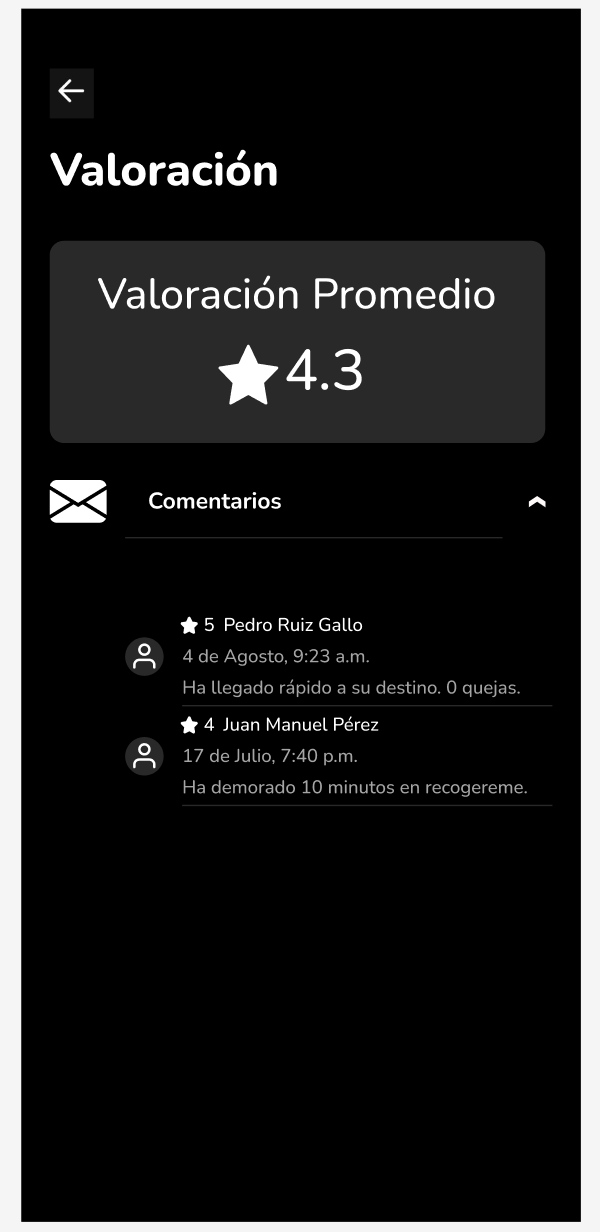 Valoración
Valoración Promedio
4.3
Comentarios
5 Pedro Ruiz Gallo
4 de Agosto, 9:23 a.m.
Ha llegado rápido a su destino. 0 quejas.
4 Juan Manuel Pérez
17 de Julio, 7:40 p.m.
Ha demorado 10 minutos en recogereme.